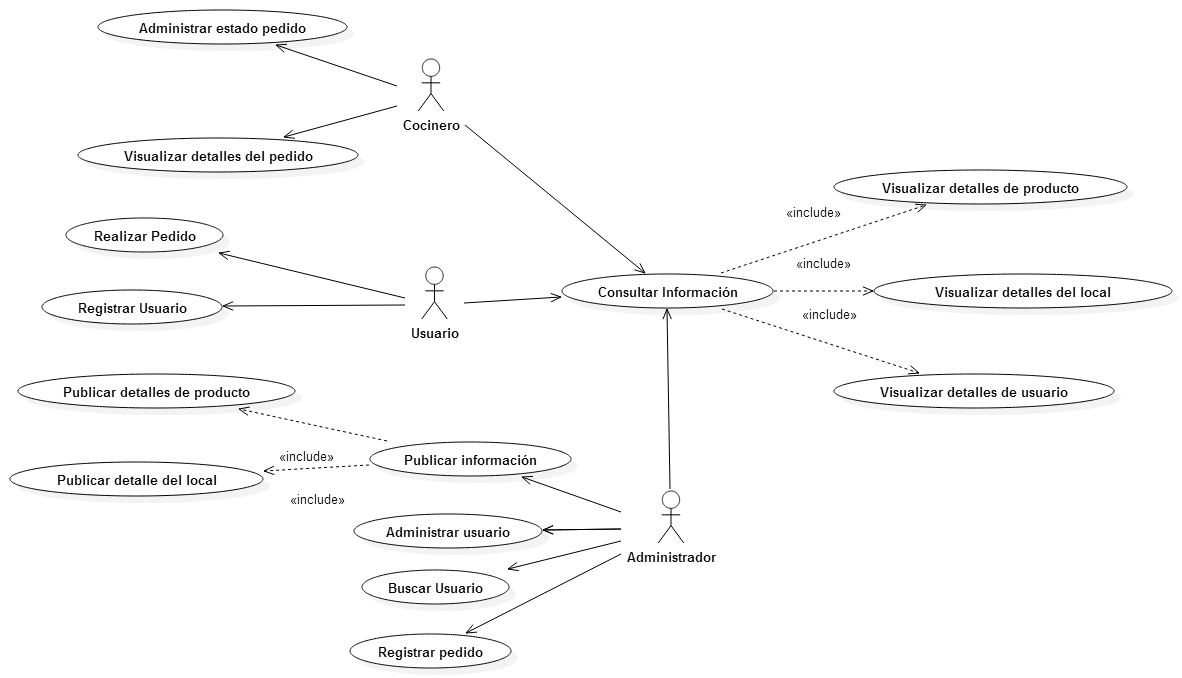 Administrar estado pedido
Cocinero
Visualizar detalles del pedido
Visualizar detalles de producto
«include»
Realizar Pedido
«include»
Consultar Información
Visualizar detalles del local
Registrar Usuario
«include»
Usuario
Publicar detalles de producto
Visualizar detalles de usuario
«include»
Publicar información
Publicar detalle del local
«include»
Administrar usuario
Administrador
Buscar Usuario
Registrar pedido